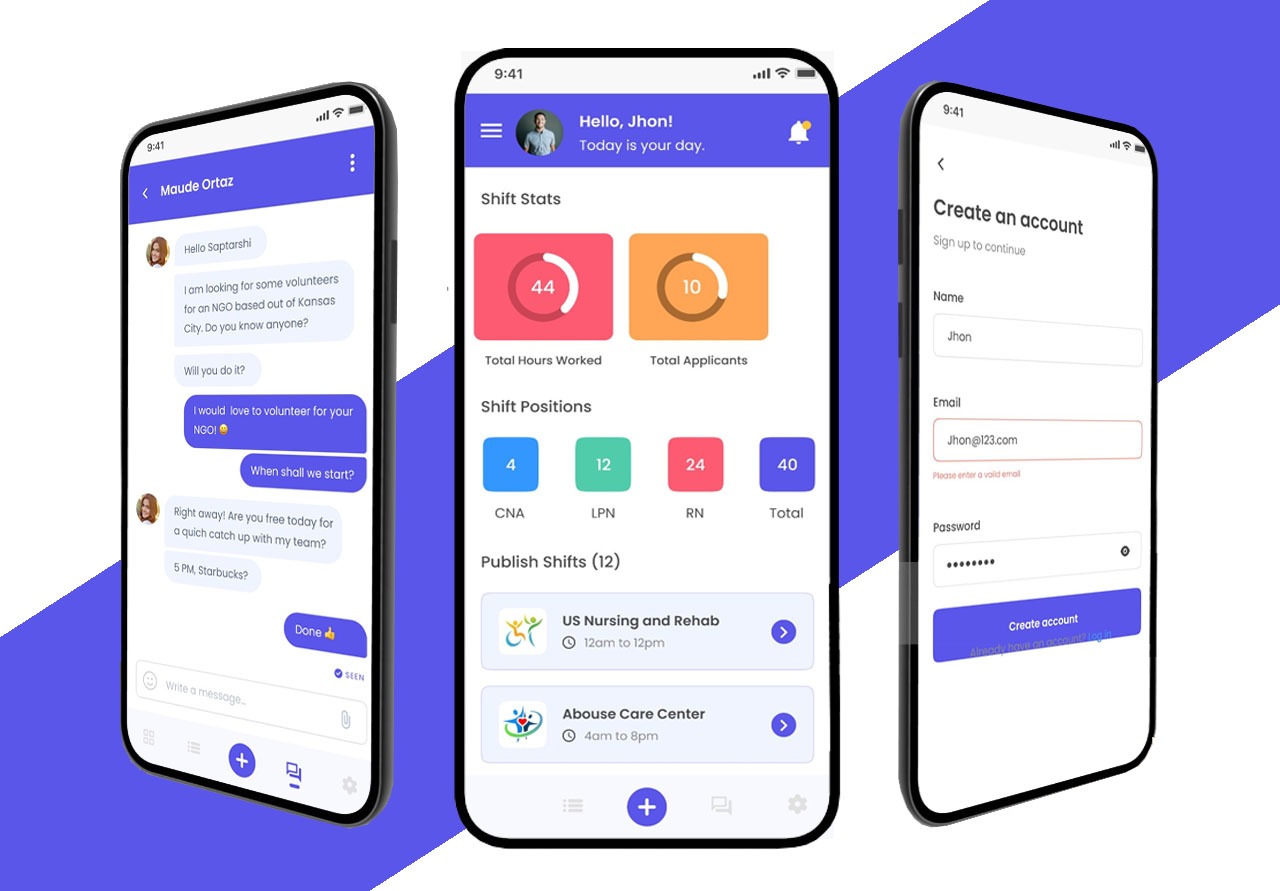 9:41
Maude Ortaz
Hello Saptarshi
I am looking for some volunteers
for an NGO based out of Kansas
City. Do you know anyone?
Will you do it?
I would love to volunteer for your
NGO! 😀
When shall we start?
Right away! Are you free today for
a quich catch up with my team?
5 PM, Starbucks?
Done 👍
SEEN
Write a message...
9:41
Hello, Jhon!
Today is your day.
Shift Stats
44
10
Total Hours Worked
Total Applicants
Shift Positions
4
12
24
40
CNA
LPN
RN
Total
Publish Shifts (12)
US Nursing and Rehab
12am to 12pm
Abouse Care Center
4am to 8pm
9:41
Create an account
Sign up to continue
Name
Jhon
Email
Jhon@123.com
Please enter a valid email
Password
••••••••
Create account
Already have an account? Log in